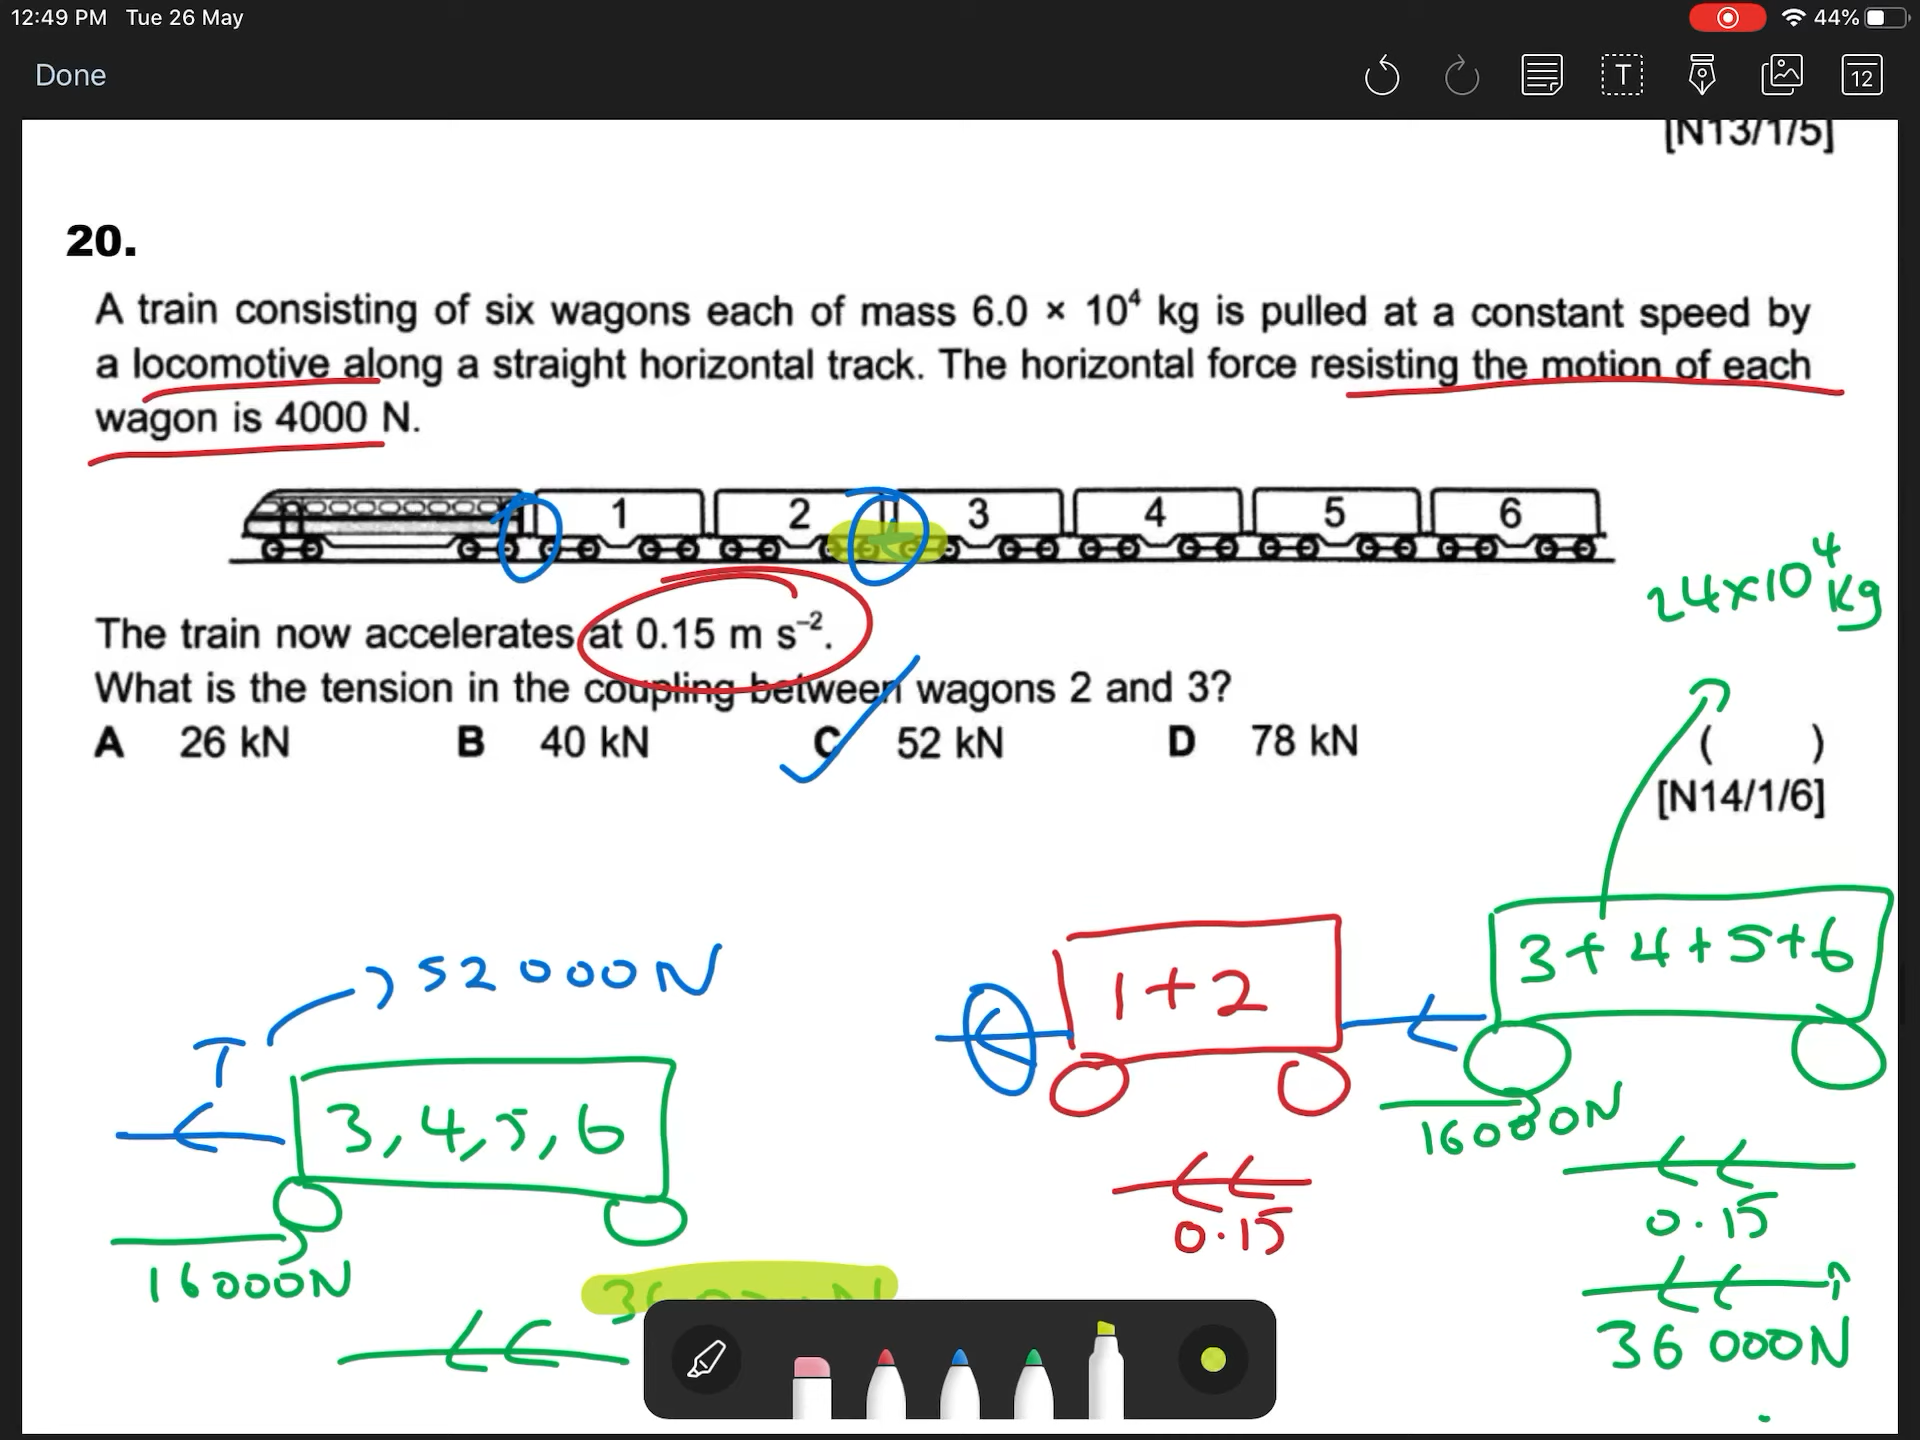 12:49 PM Tue 26 May
44%
Done
T
12
[N13/1/5]
20.
A train consisting of six wagons each of mass 6.0 × 10⁴ kg is pulled at a constant speed by
a locomotive along a straight horizontal track. The horizontal force resisting the motion of each
wagon is 4000 N.
1 2 3 4 5 6
24×10⁴ kg
The train now accelerates at 0.15 m s⁻².
What is the tension in the coupling between wagons 2 and 3?
A 26 kN B 40 kN C 52 kN D 78 kN
( )
[N14/1/6]
52000N
T
3, 4, 5, 6
16000N
1+2
0.15
3+4+5+6
16000N
0.15
36 000N